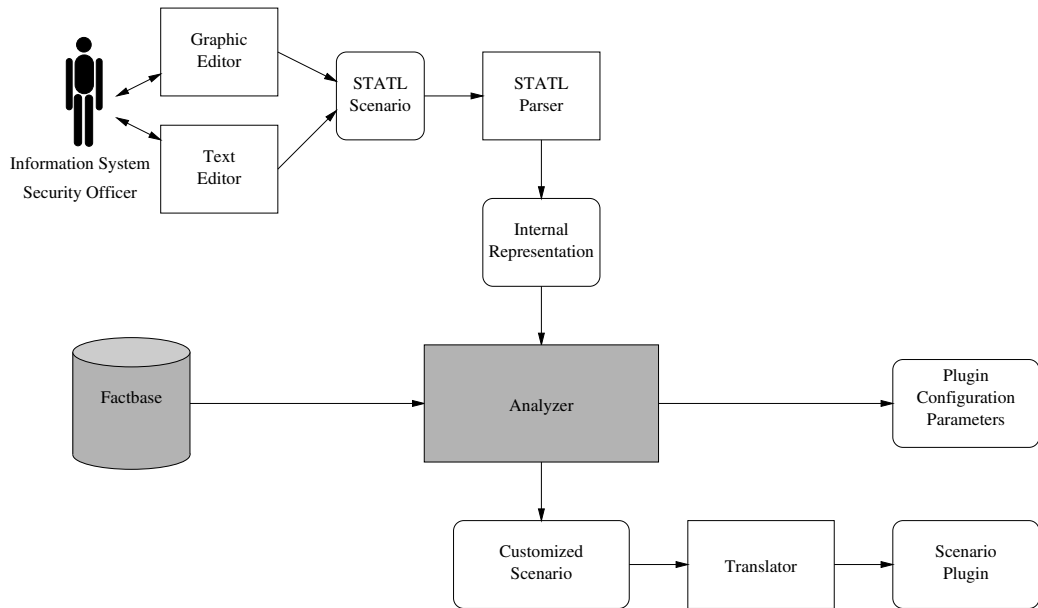 Graphic
Editor
STATL
Scenario
STATL
Parser
Information System
Security Officer
Text
Editor
Internal
Representation
Factbase
Analyzer
Plugin
Configuration
Parameters
Customized
Scenario
Translator
Scenario
Plugin